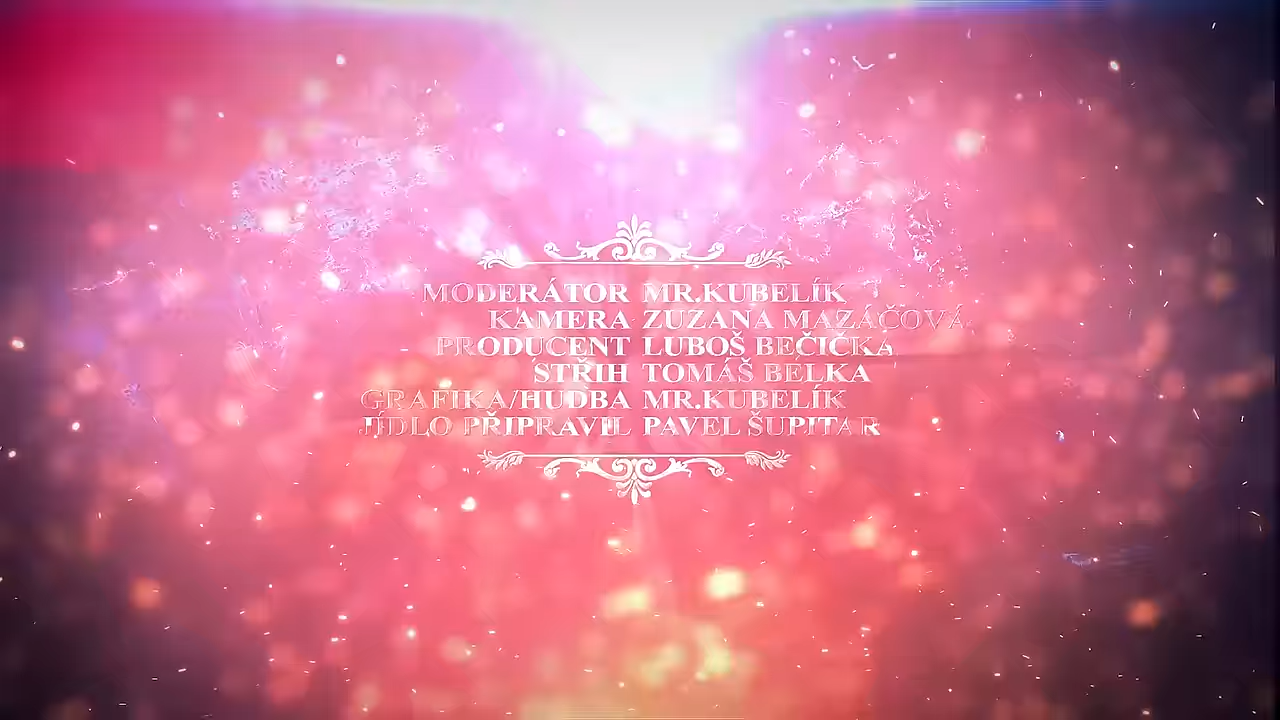 MODERÁTOR MR.KUBELÍK
KAMERA ZUZANA MAZÁČOVÁ
PRODUCENT LUBOŠ BEČIČKA
STŘIH TOMÁŠ BELKA
GRAFIKA/HUDBA MR.KUBELÍK
JÍDLO PŘIPRAVIL PAVEL ŠUPITAR